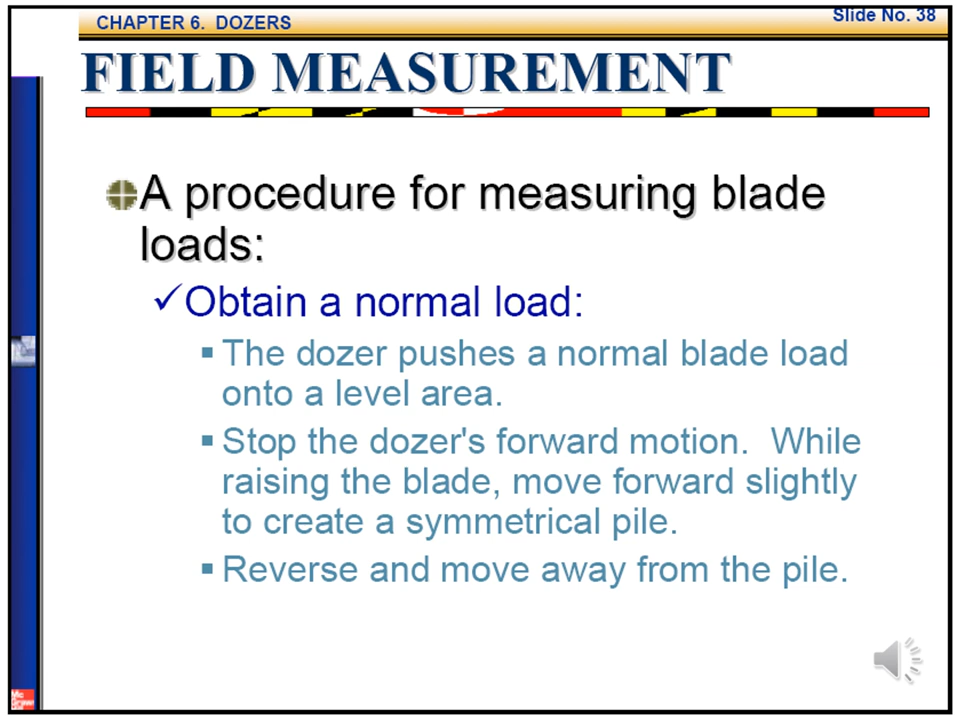 CHAPTER 6. DOZERS
Slide No. 38
FIELD MEASUREMENT
A procedure for measuring blade
loads:
Obtain a normal load:
The dozer pushes a normal blade load
onto a level area.
Stop the dozer's forward motion. While
raising the blade, move forward slightly
to create a symmetrical pile.
Reverse and move away from the pile.